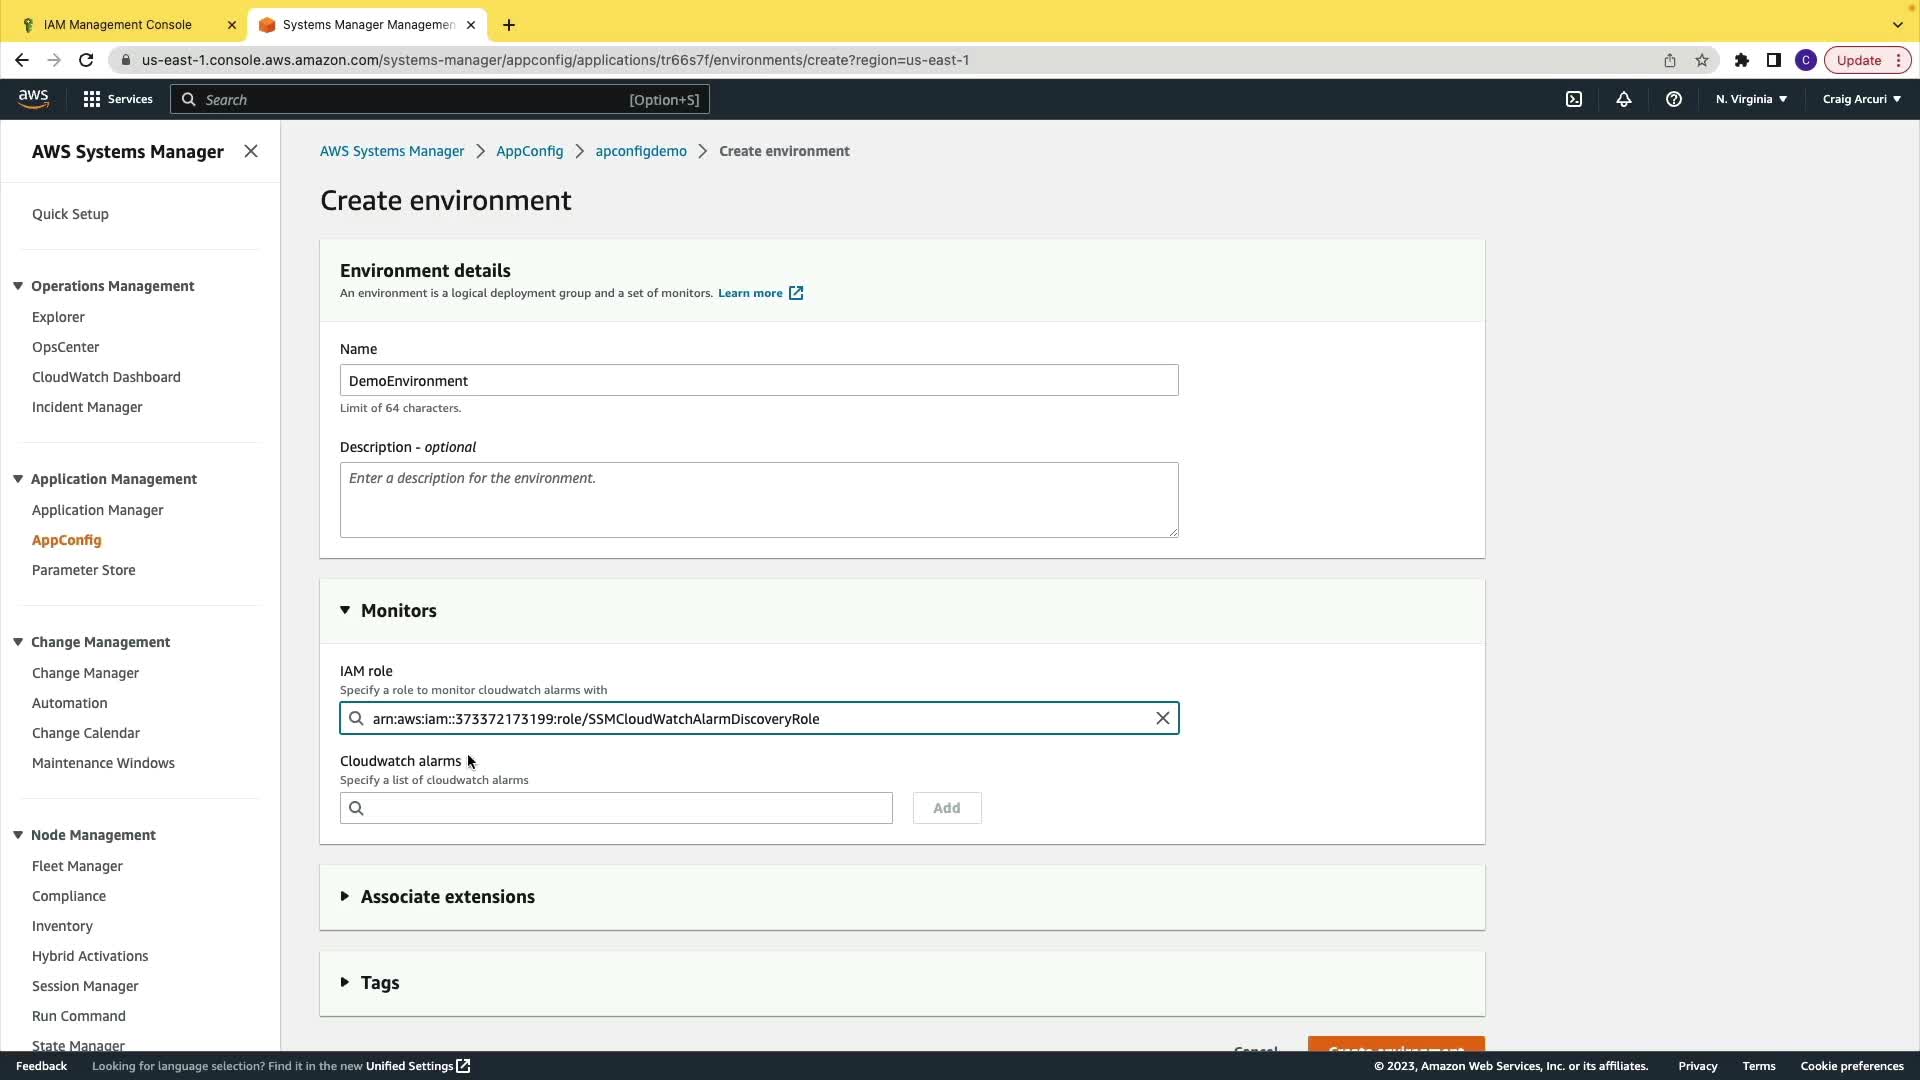 IAM Management Console
Systems Manager Managemen
us-east-1.console.aws.amazon.com/systems-manager/appconfig/applications/tr66s7f/environments/create?region=us-east-1
C
Update
aws
Services
Search
[Option+S]
N. Virginia
Craig Arcuri
AWS Systems Manager
Quick Setup
Operations Management
Explorer
OpsCenter
CloudWatch Dashboard
Incident Manager
Application Management
Application Manager
AppConfig
Parameter Store
Change Management
Change Manager
Automation
Change Calendar
Maintenance Windows
Node Management
Fleet Manager
Compliance
Inventory
Hybrid Activations
Session Manager
Run Command
State Manager
AWS Systems Manager > AppConfig > apconfigdemo > Create environment
Create environment
Environment details
An environment is a logical deployment group and a set of monitors. Learn more
Name
DemoEnvironment
Limit of 64 characters.
Description - optional
Enter a description for the environment.
Monitors
IAM role
Specify a role to monitor cloudwatch alarms with
arn:aws:iam::373372173199:role/SSMCloudWatchAlarmDiscoveryRole
Cloudwatch alarms
Specify a list of cloudwatch alarms
Add
Associate extensions
Tags
Cancel
Create environment
Feedback
Looking for language selection? Find it in the new Unified Settings
© 2023, Amazon Web Services, Inc. or its affiliates.
Privacy
Terms
Cookie preferences